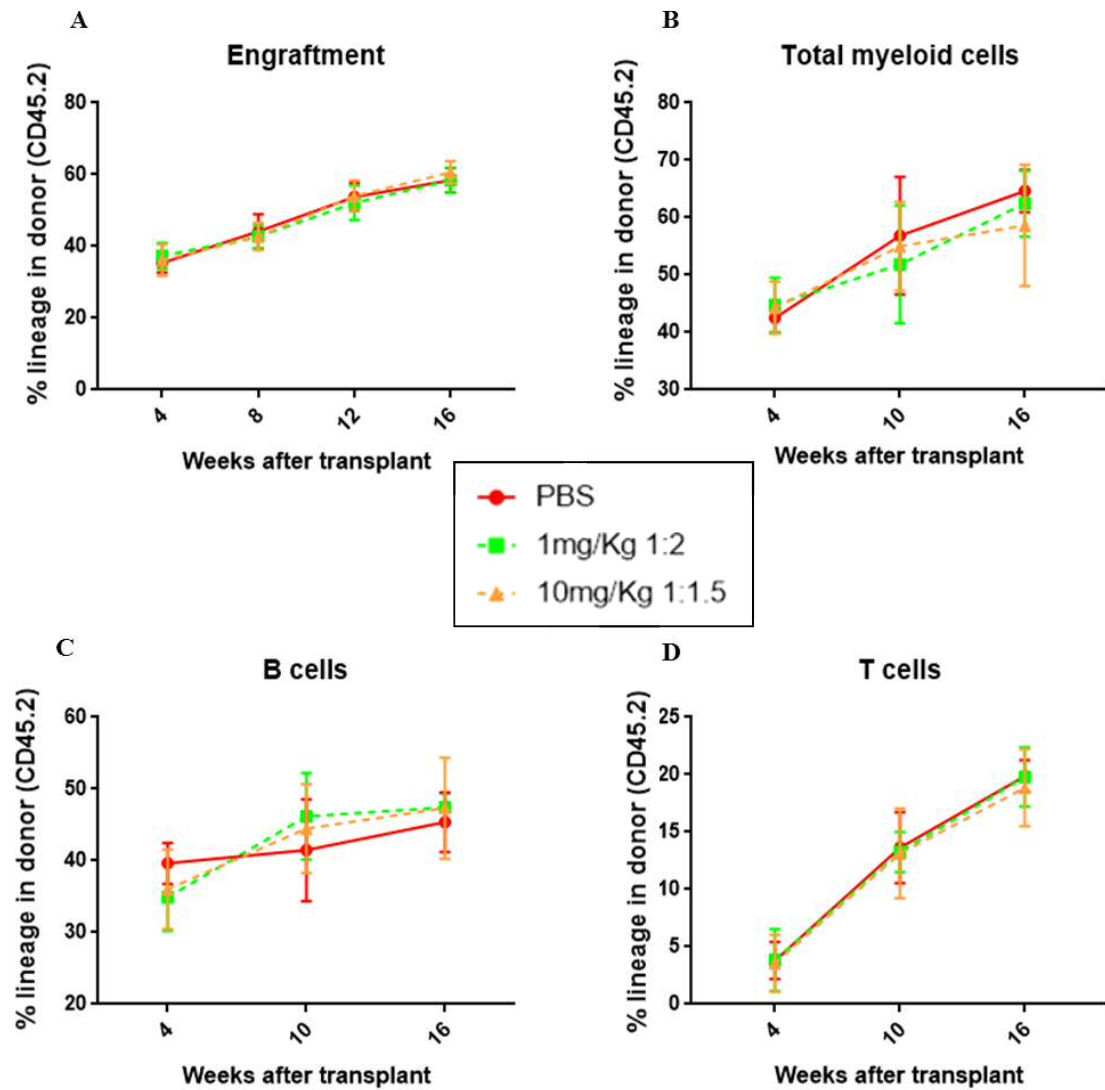 A
Engraftment
% lineage in donor (CD45.2)
80
60
40
20
0
4 8 12 16
Weeks after transplant
B
Total myeloid cells
% lineage in donor (CD45.2)
80
70
60
50
40
30
4 10 16
Weeks after transplant
PBS
1mg/Kg 1:2
10mg/Kg 1:1.5
C
B cells
% lineage in donor (CD45.2)
60
50
40
30
20
4 10 16
Weeks after transplant
D
T cells
% lineage in donor (CD45.2)
25
20
15
10
5
0
4 10 16
Weeks after transplant